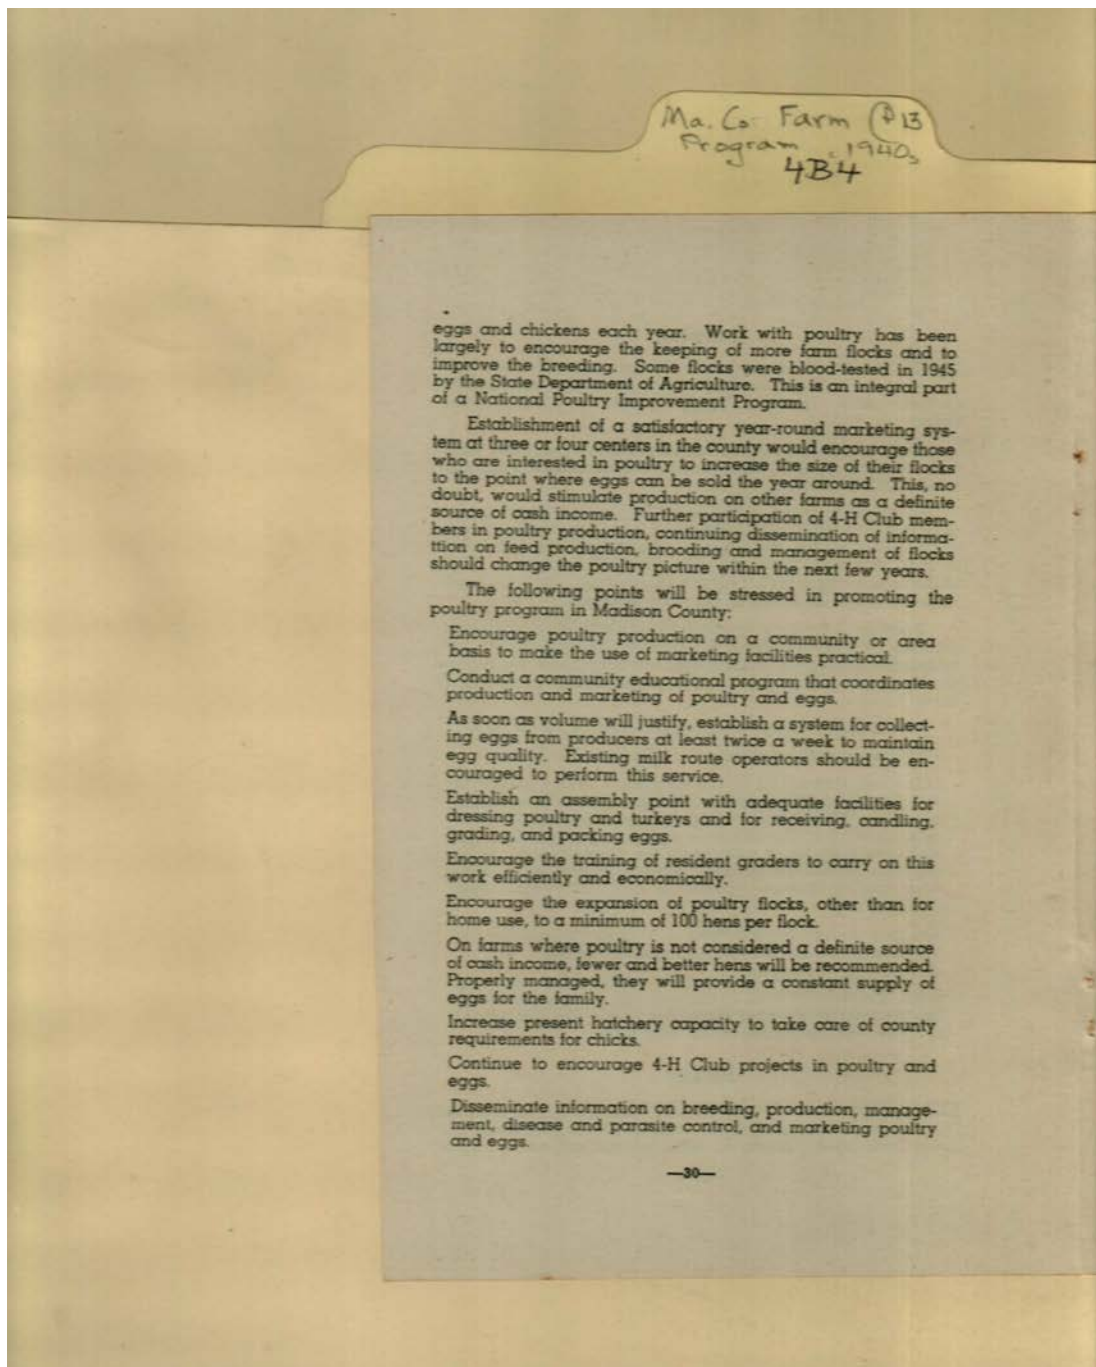 Ma. Co. Farm P 13
Program 1940s
4B4
eggs and chickens each year. Work with poultry has been
largely to encourage the keeping of more farm flocks and to
improve the breeding. Some flocks were blood-tested in 1945
by the State Department of Agriculture. This is an integral part
of a National Poultry Improvement Program.
Establishment of a satisfactory year-round marketing sys-
tem at three or four centers in the county would encourage those
who are interested in poultry to increase the size of their flocks
to the point where eggs can be sold the year around. This, no
doubt, would stimulate production on other farms as a definite
source of cash income. Further participation of 4-H Club mem-
bers in poultry production, continuing dissemination of informa-
ttion on feed production, brooding and management of flocks
should change the poultry picture within the next few years.
The following points will be stressed in promoting the
poultry program in Madison County:
Encourage poultry production on a community or area
basis to make the use of marketing facilities practical.
Conduct a community educational program that coordinates
production and marketing of poultry and eggs.
As soon as volume will justify, establish a system for collect-
ing eggs from producers at least twice a week to maintain
egg quality. Existing milk route operators should be en-
couraged to perform this service.
Establish an assembly point with adequate facilities for
dressing poultry and turkeys and for receiving, candling,
grading, and packing eggs.
Encourage the training of resident graders to carry on this
work efficiently and economically.
Encourage the expansion of poultry flocks, other than for
home use, to a minimum of 100 hens per flock.
On farms where poultry is not considered a definite source
of cash income, fewer and better hens will be recommended.
Properly managed, they will provide a constant supply of
eggs for the family.
Increase present hatchery capacity to take care of county
requirements for chicks.
Continue to encourage 4-H Club projects in poultry and
eggs.
Disseminate information on breeding, production, manage-
ment, disease and parasite control, and marketing poultry
and eggs.
—30—